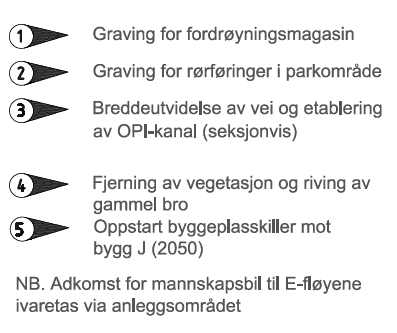 1 Graving for fordrøyningsmagasin
2 Graving for rørføringer i parkområde
3 Breddeutvidelse av vei og etablering
av OPI-kanal (seksjonvis)
4 Fjerning av vegetasjon og riving av
gammel bro
5 Oppstart byggeplasskiller mot
bygg J (2050)
NB. Adkomst for mannskapsbil til E-fløyene
ivaretas via anleggsområdet